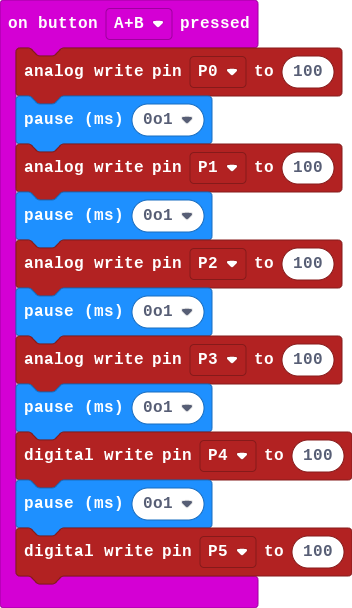 on button A+B pressed
analog write pin P0 to 100
pause (ms) 0o1
analog write pin P1 to 100
pause (ms) 0o1
analog write pin P2 to 100
pause (ms) 0o1
analog write pin P3 to 100
pause (ms) 0o1
digital write pin P4 to 100
pause (ms) 0o1
digital write pin P5 to 100